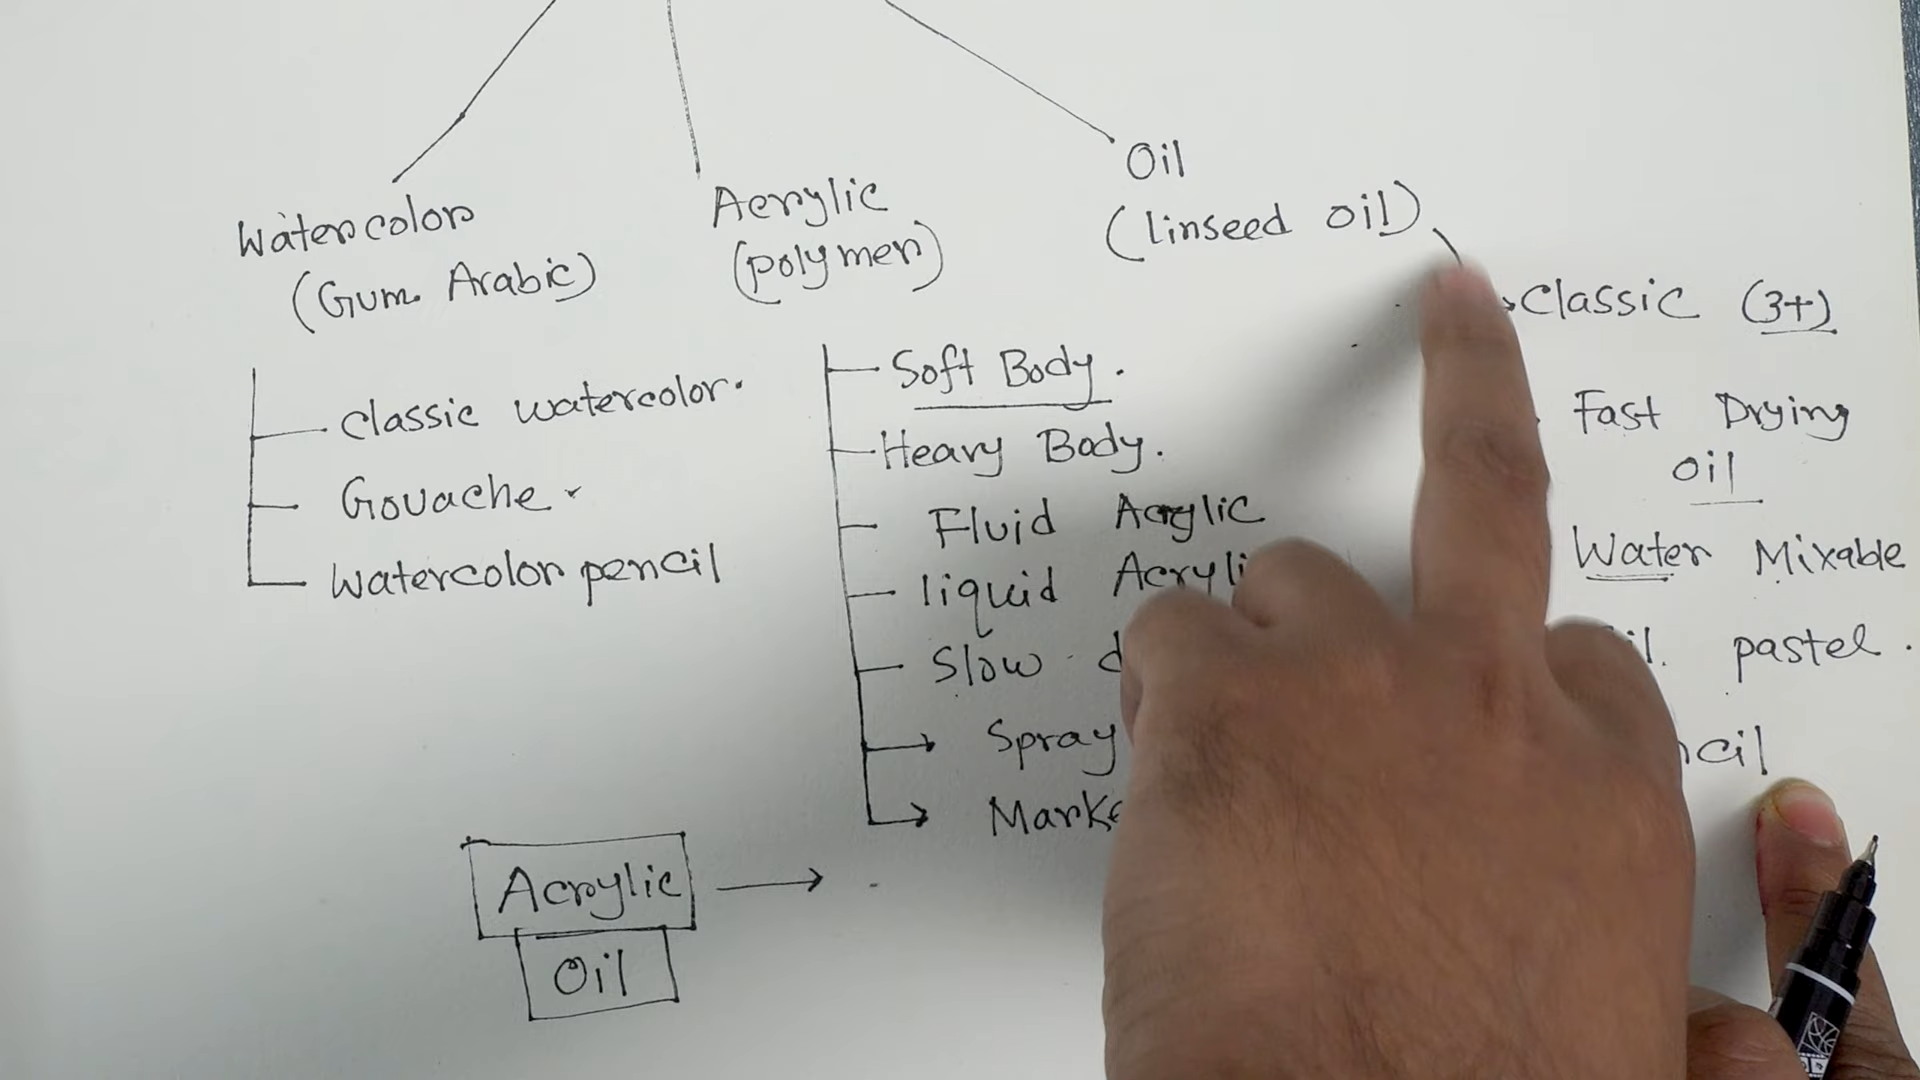 Watercolor
(Gum Arabic)
Classic watercolor.
Gouache
Watercolor pencil
Acrylic
(polymer)
Soft Body.
Heavy Body.
Fluid Acrylic
liquid
Slow
Spray
Oil
(linseed oil)
Classic (3+)
Fast Drying
Oil
Water Mixable
pastel.
Acrylic
Oil